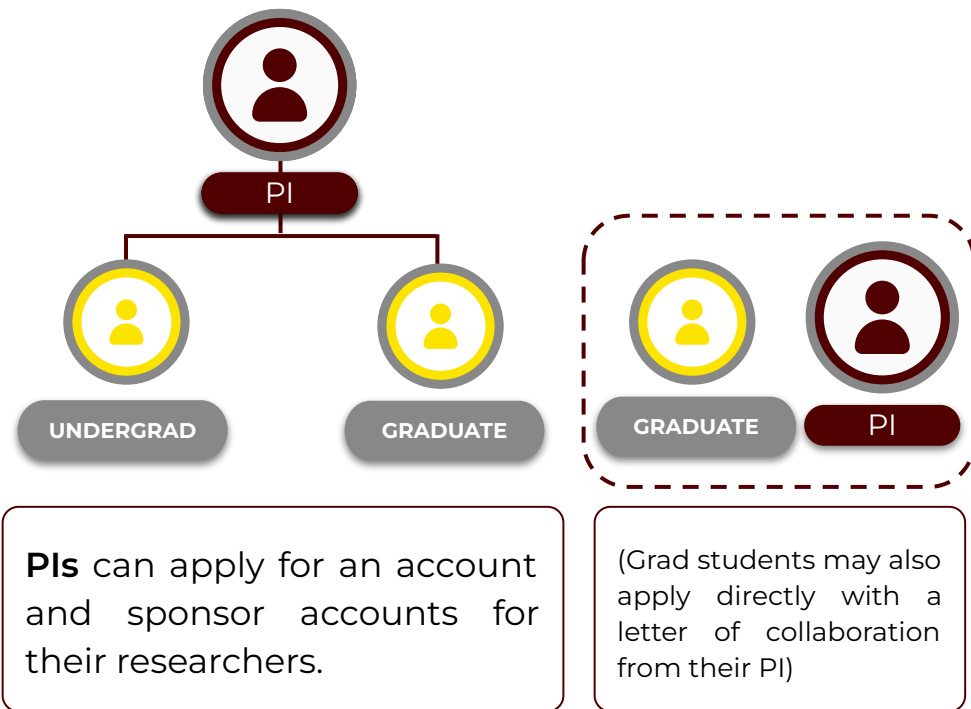 PI
UNDERGRAD
GRADUATE
GRADUATE
PI
PIs can apply for an account
and sponsor accounts for
their researchers.
(Grad students may also
apply directly with a
letter of collaboration
from their PI)